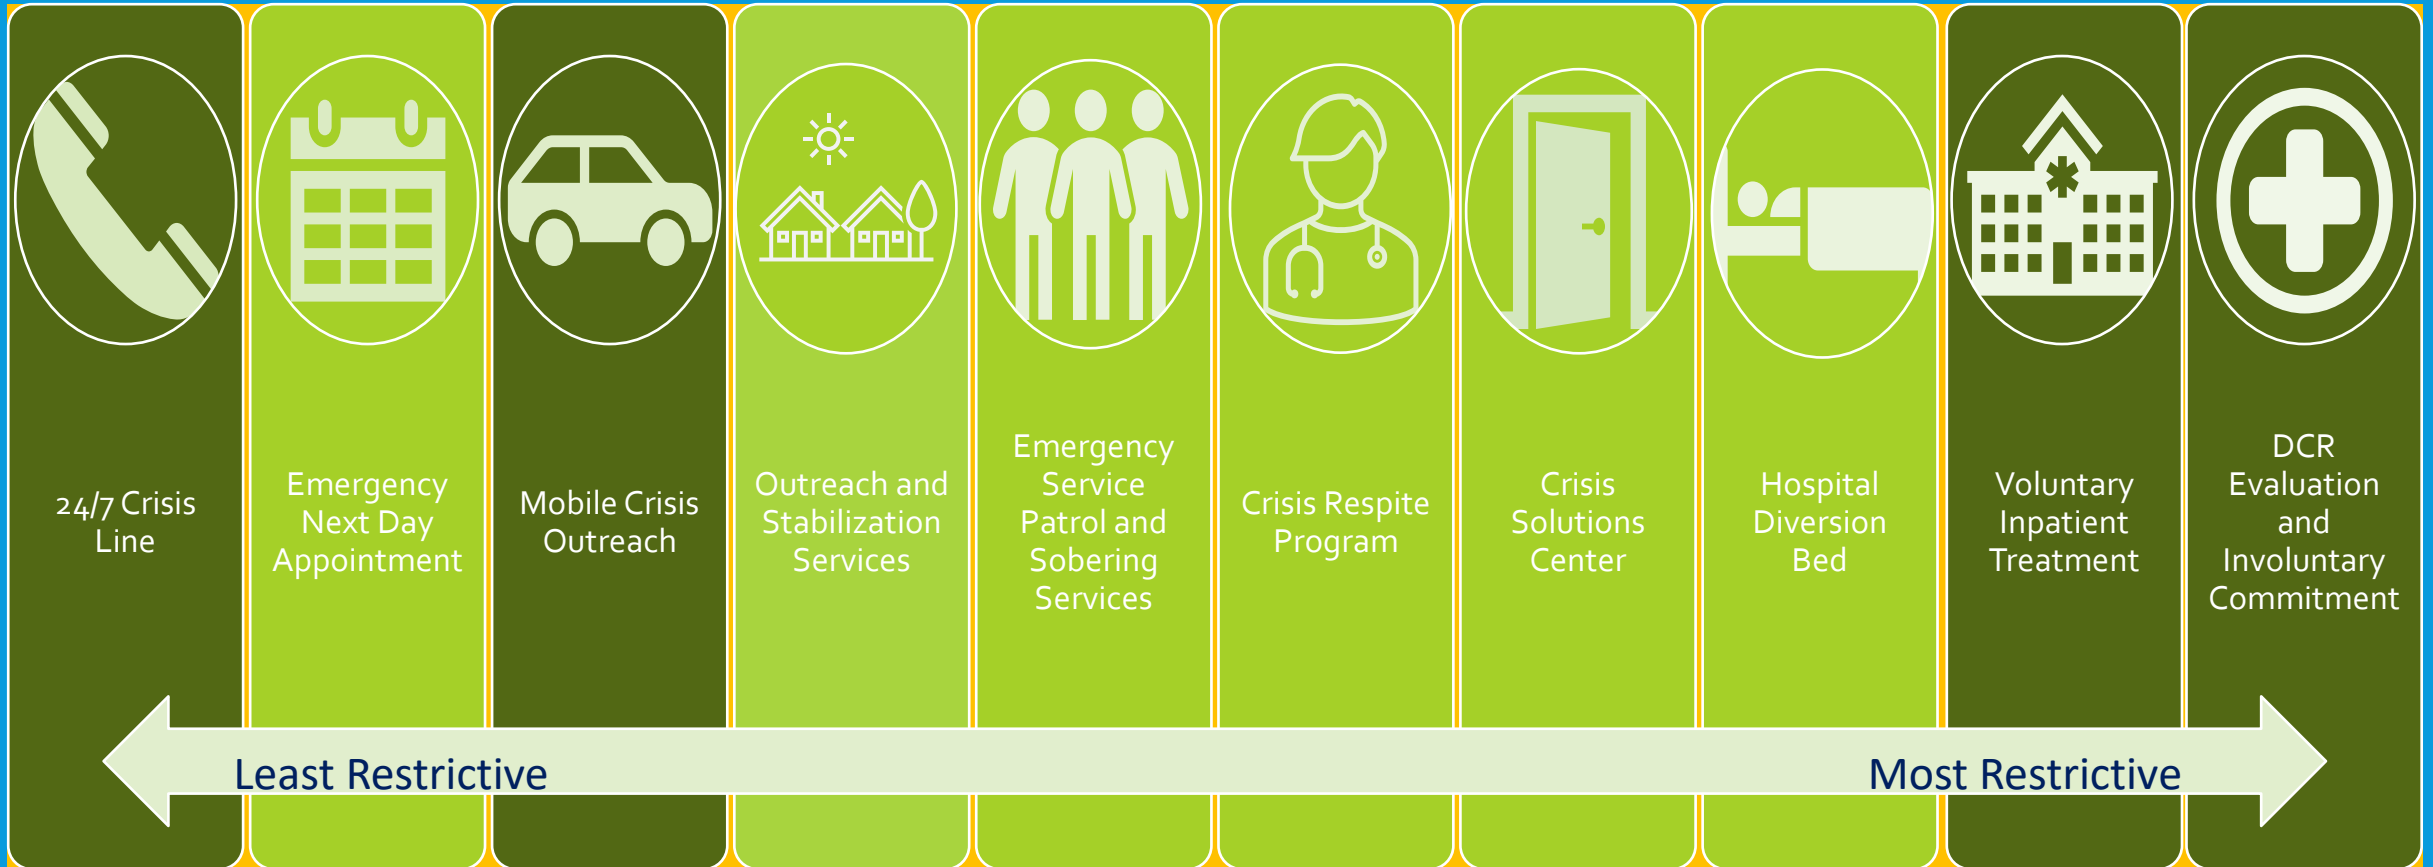 24/7 Crisis
Line
Emergency
Next Day
Appointment
Mobile Crisis
Outreach
Outreach and
Stabilization
Services
Emergency
Service
Patrol and
Sobering
Services
Crisis Respite
Program
Crisis
Solutions
Center
Hospital
Diversion
Bed
Voluntary
Inpatient
Treatment
DCR
Evaluation
and
Involuntary
Commitment
Least Restrictive
Most Restrictive